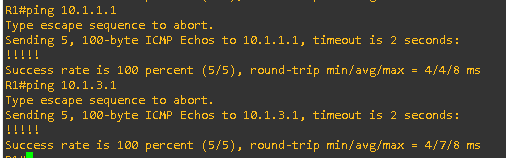 R1#ping 10.1.1.1
Type escape sequence to abort.
Sending 5, 100-byte ICMP Echos to 10.1.1.1, timeout is 2 seconds:
!!!!!
Success rate is 100 percent (5/5), round-trip min/avg/max = 4/4/8 ms
R1#ping 10.1.3.1
Type escape sequence to abort.
Sending 5, 100-byte ICMP Echos to 10.1.3.1, timeout is 2 seconds:
!!!!!
Success rate is 100 percent (5/5), round-trip min/avg/max = 4/7/8 ms
R1#